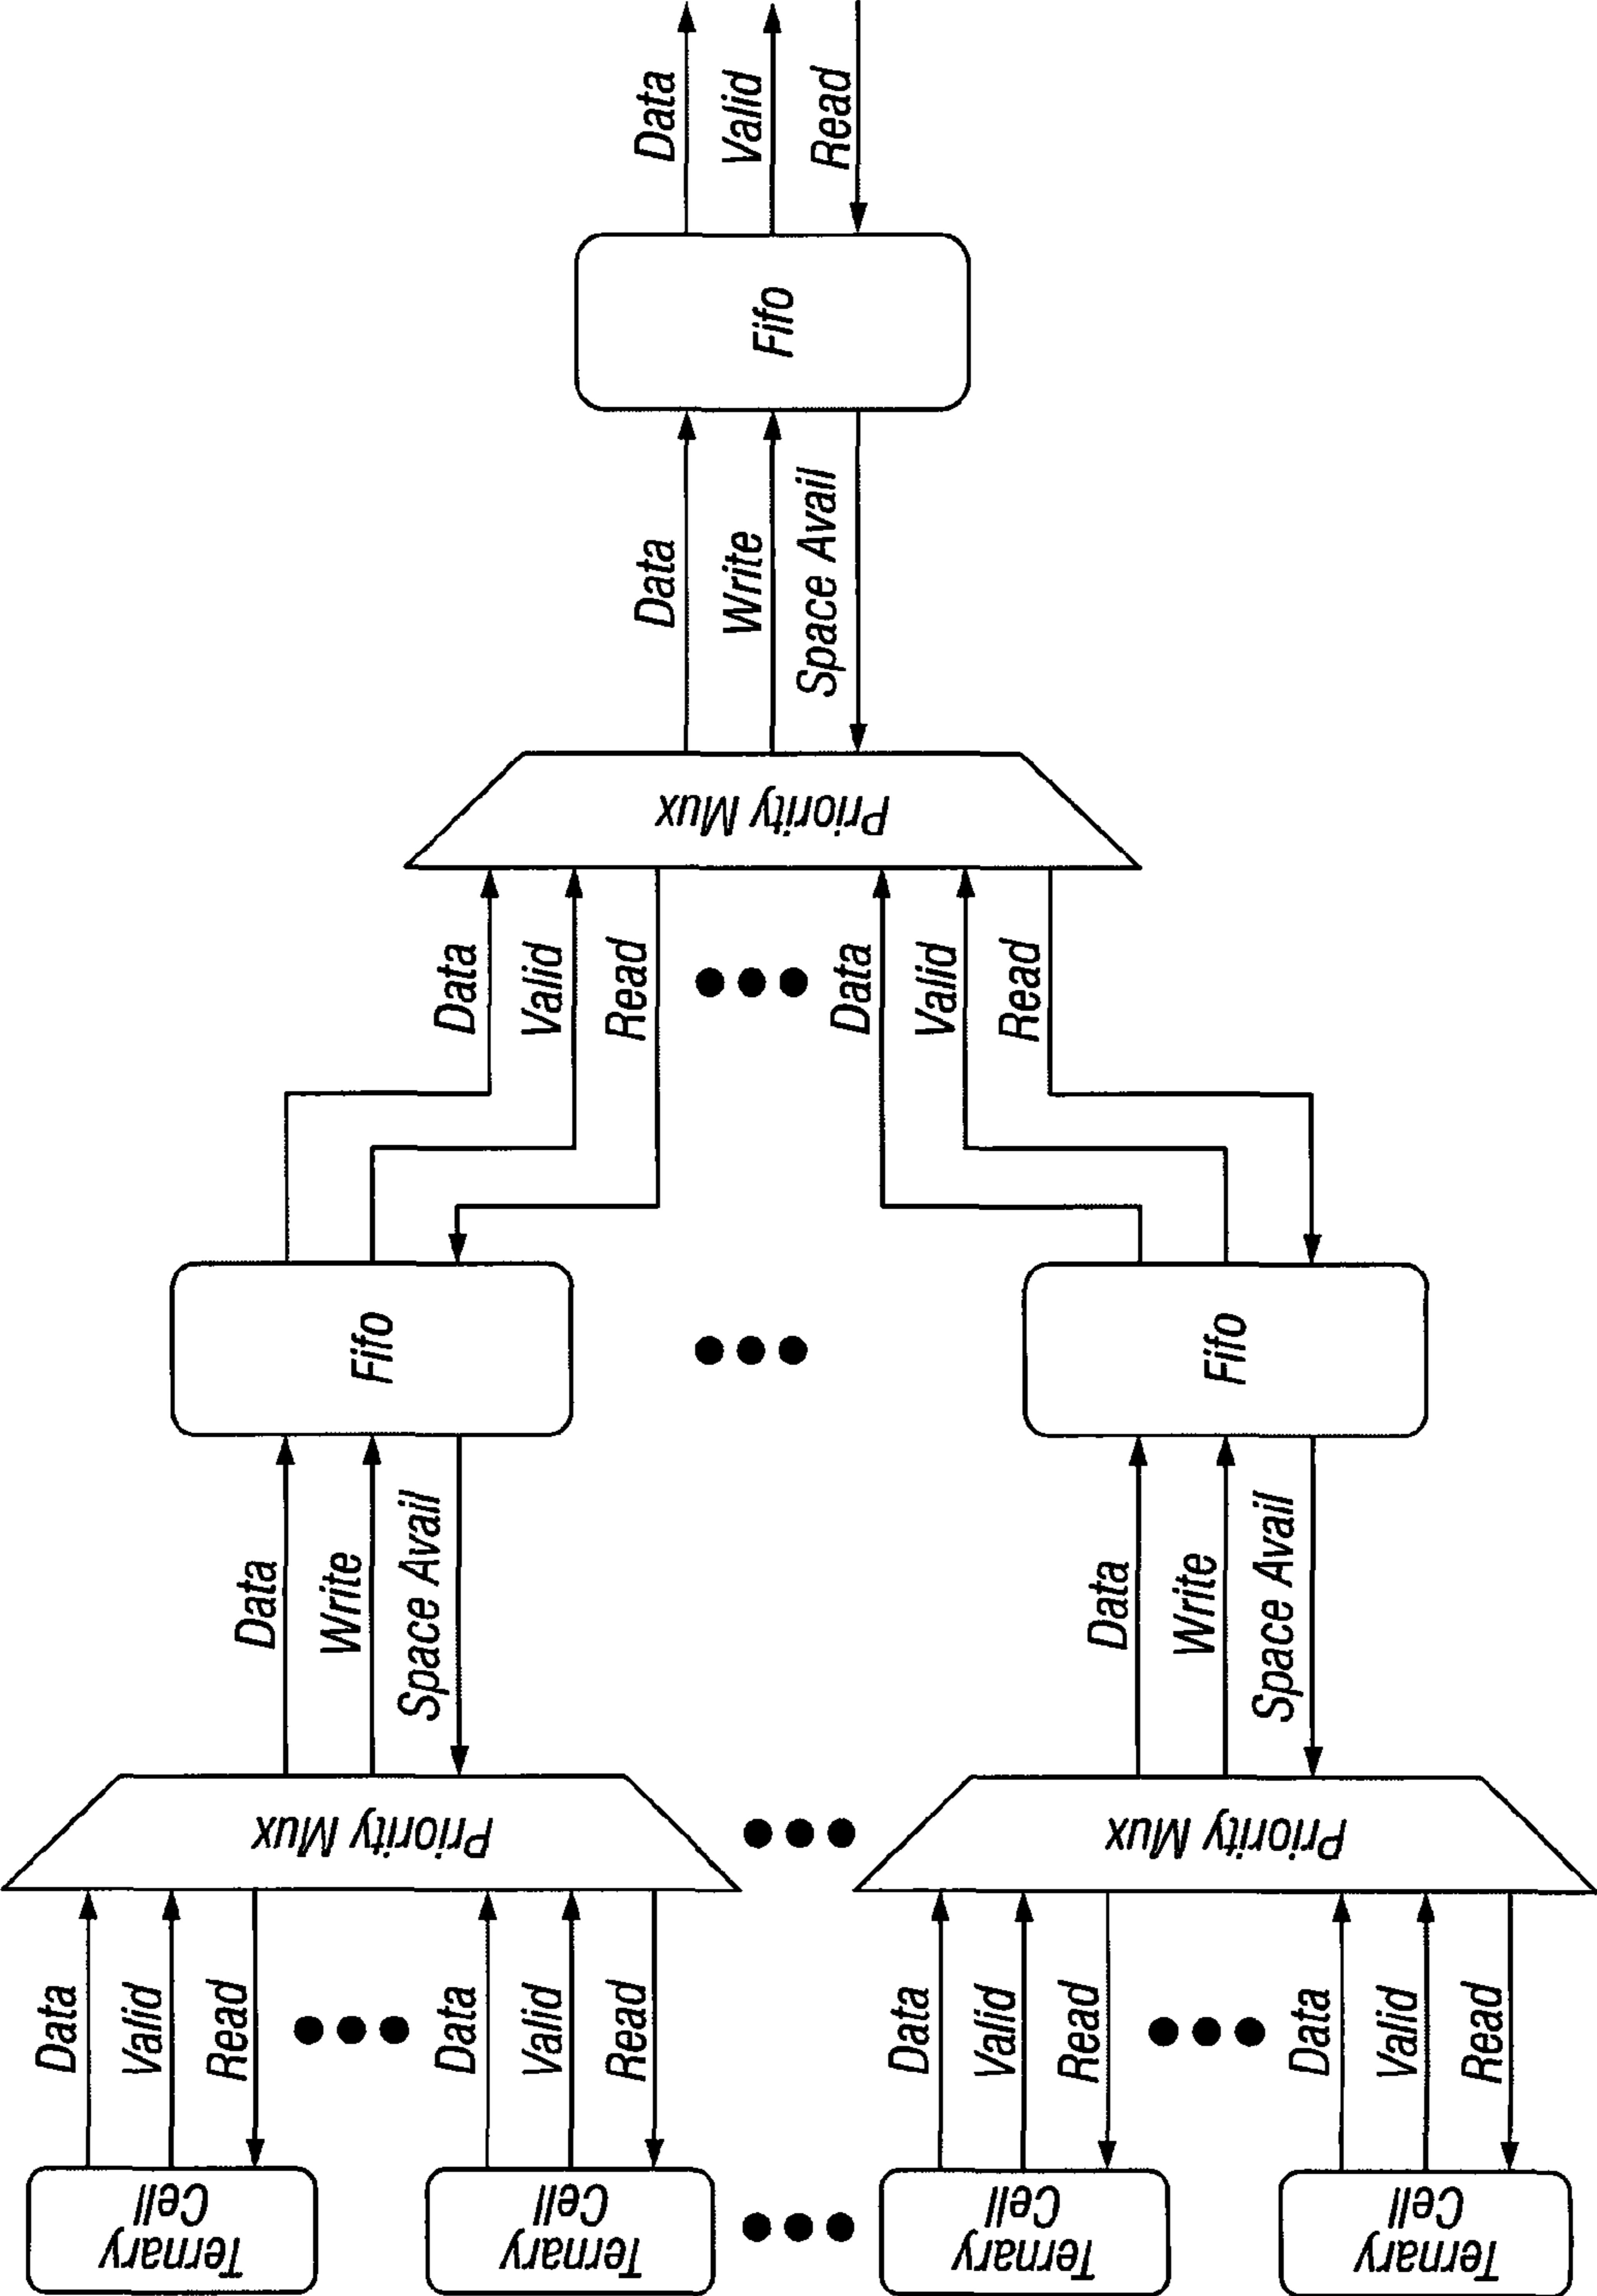 Data
Valid
Read
Fifo
Data
Write
Space Avail
Priority Mux
Data
Valid
Read
Data
Valid
Read
Fifo
Fifo
Data
Write
Space Avail
Data
Write
Space Avail
Priority Mux
Priority Mux
Data
Valid
Read
Data
Valid
Read
Data
Valid
Read
Data
Valid
Read
Ternary
Cell
Ternary
Cell
Ternary
Cell
Ternary
Cell